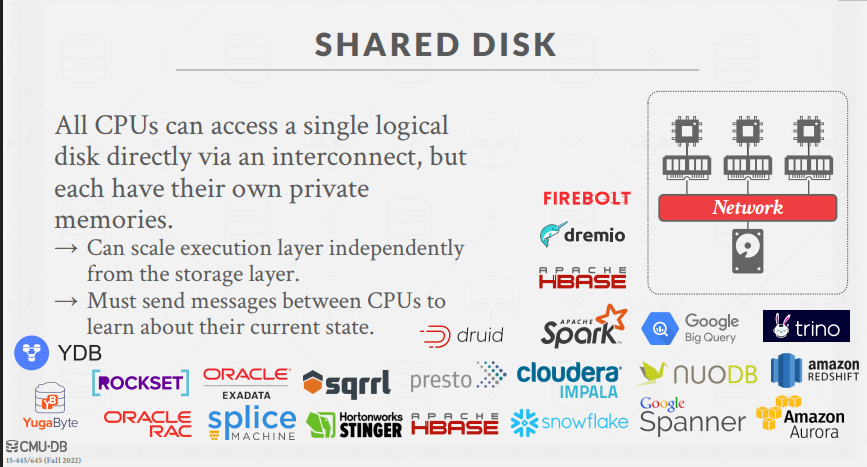 SHARED DISK
All CPUs can access a single logical
disk directly via an interconnect, but
each have their own private
memories.
→ Can scale execution layer independently
from the storage layer.
→ Must send messages between CPUs to
learn about their current state.
Network
FIREBOLT
dremio
APACHE
HBASE
druid
APACHE
Spark
Google
Big Query
trino
YDB
ROCKSET
ORACLE
EXADATA
sqrrl
presto
cloudera
IMPALA
NUODB
amazon
REDSHIFT
YB
YugaByte
ORACLE
RAC
splice
MACHINE
Hortonworks
STINGER
APACHE
HBASE
snowflake
Google
Spanner
Amazon
Aurora
CMU·DB
15-445/645 (Fall 2022)